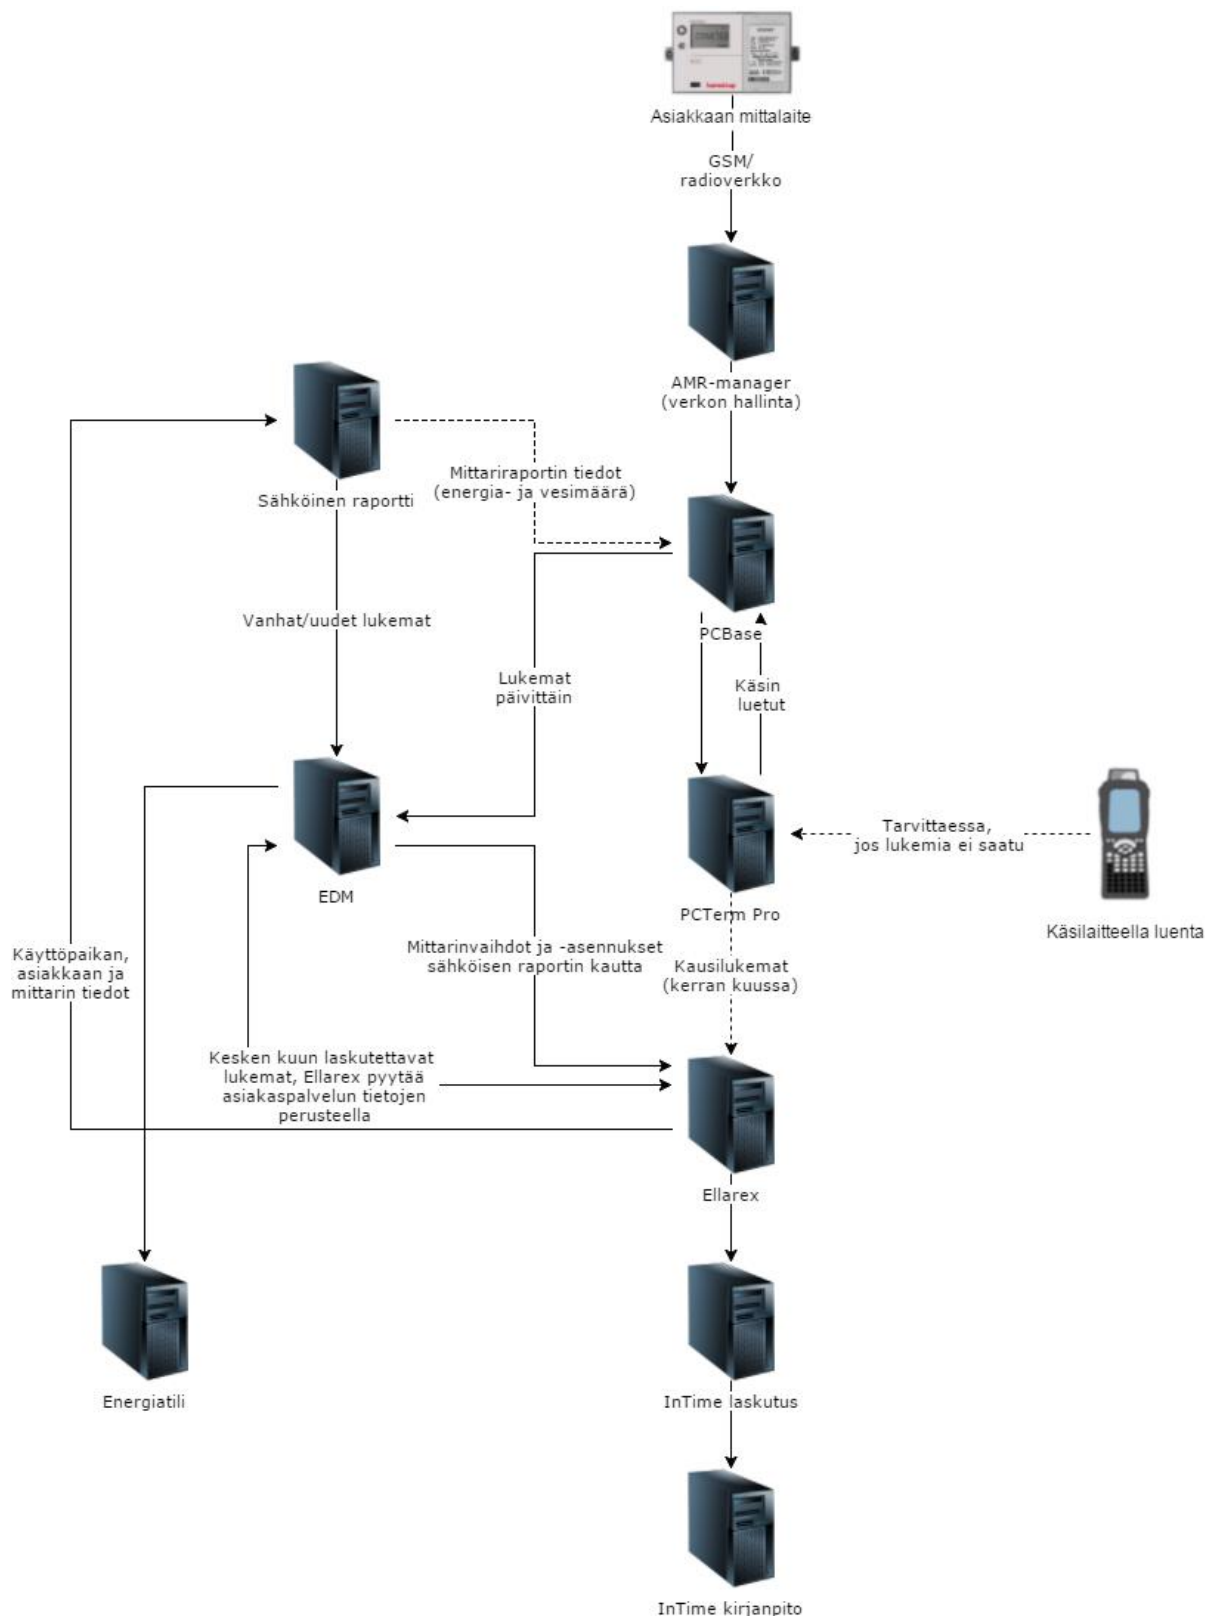 Asiakkaan mittalaite
GSM/
radioverkko
AMR-manager
(verkon hallinta)
Mittariraportin tiedot
(energia- ja vesimäärä)
Sähköinen raportti
Vanhat/uudet lukemat
PCBase
Lukemat
päivittäin
Käsin
luetut
Tarvittaessa,
jos lukemia ei saatu
EDM
PCTerm Pro
Käsilaitteella luenta
Käyttöpaikan,
asiakkaan ja
mittarin tiedot
Mittarinvaihdot ja -asennukset
sähköisen raportin kautta
Kausilukemat
(kerran kuussa)
Kesken kuun laskutettavat
lukemat, Ellarex pyytää
asiakaspalvelun tietojen
perusteella
Ellarex
Energiatili
InTime laskutus
InTime kirjanpito